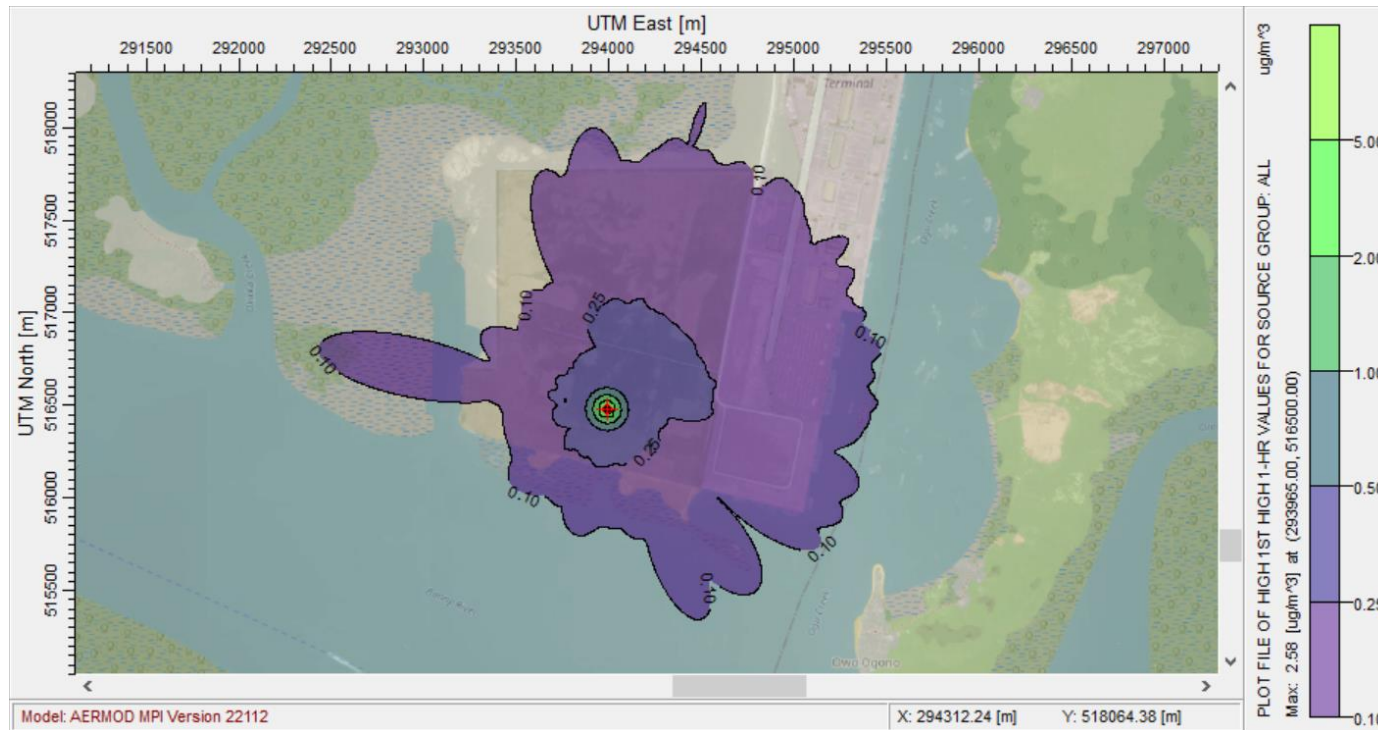 UTM East [m]
291500 292000 292500 293000 293500 294000 294500 295000 295500 296000 296500 297000
UTM North [m]
518000
517500
517000
516500
516000
515500
Terminal
0.10
0.10
0.25
0.10
0.10
0.10
0.25
0.10
0.10
0.10
Model: AERMOD MPI Version 22112
X: 294312.24 [m] Y: 518064.38 [m]
PLOT FILE OF HIGH 1ST HIGH 1-HR VALUES FOR SOURCE GROUP: ALL ug/m^3
Max: 2.58 [ug/m^3] at (293965.00, 516500.00)
5.00
2.00
1.00
0.50
0.25
0.10